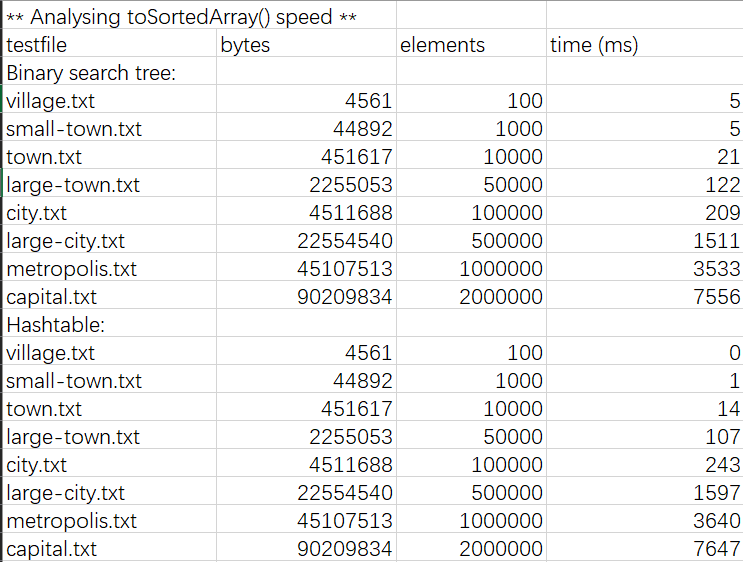 ** Analysing toSortedArray() speed **
testfile bytes elements time (ms)
Binary search tree:
village.txt 4561 100 5
small-town.txt 44892 1000 5
town.txt 451617 10000 21
large-town.txt 2255053 50000 122
city.txt 4511688 100000 209
large-city.txt 22554540 500000 1511
metropolis.txt 45107513 1000000 3533
capital.txt 90209834 2000000 7556
Hashtable:
village.txt 4561 100 0
small-town.txt 44892 1000 1
town.txt 451617 10000 14
large-town.txt 2255053 50000 107
city.txt 4511688 100000 243
large-city.txt 22554540 500000 1597
metropolis.txt 45107513 1000000 3640
capital.txt 90209834 2000000 7647